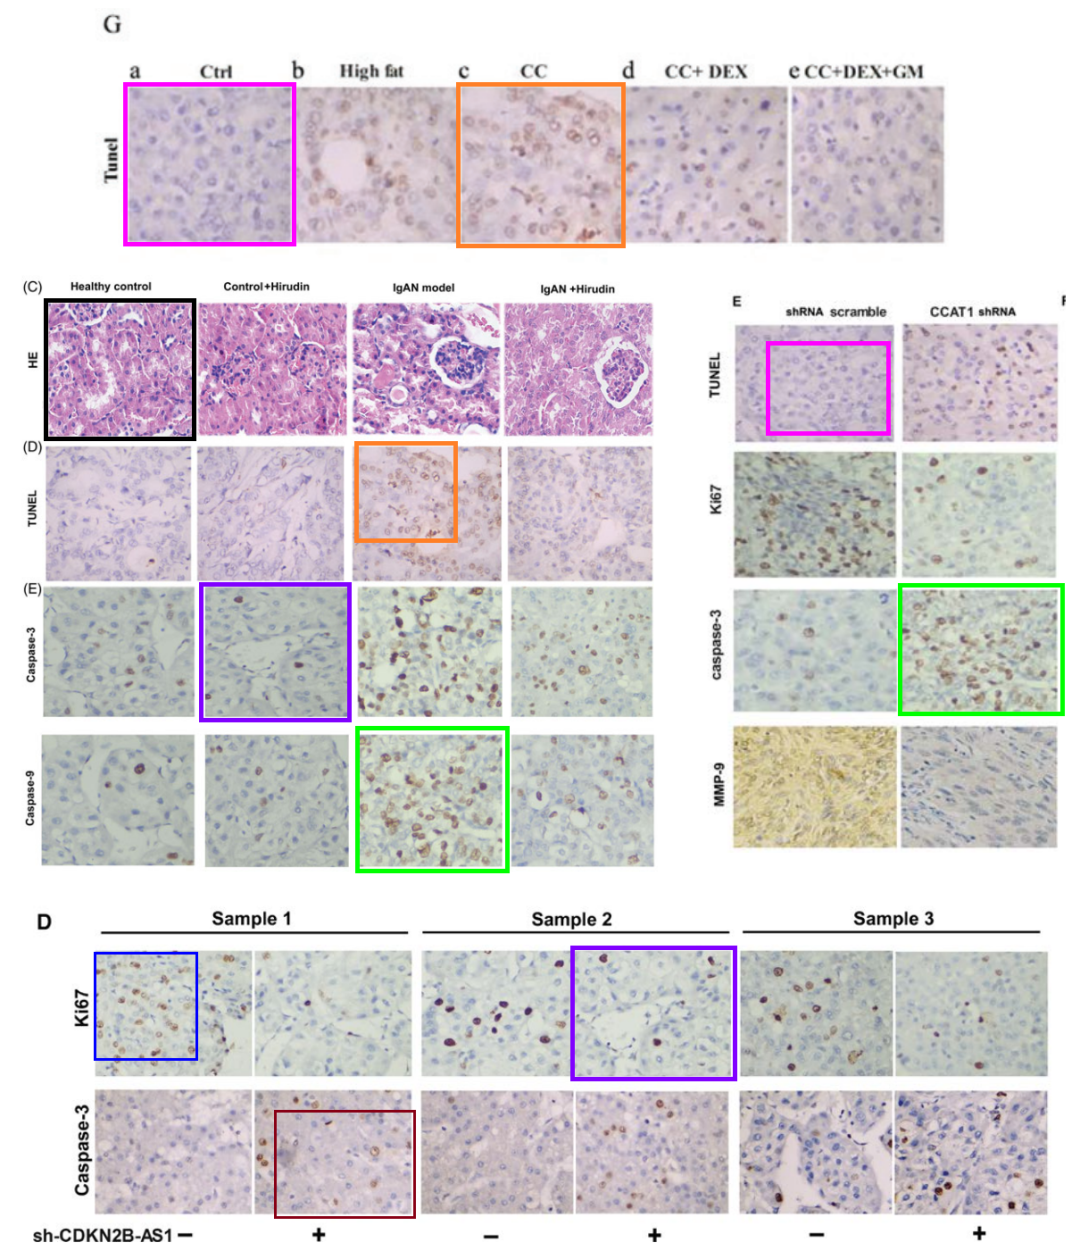 G
a Ctrl b High fat c CC d CC+ DEX e CC+DEX+GM
Tunel
(C) Healthy control Control+Hirudin IgAN model IgAN +Hirudin
HE
(D)
TUNEL
(E)
Caspase-3
Caspase-9
E shRNA scramble CCAT1 shRNA F
TUNEL
Ki67
caspase-3
MMP-9
D Sample 1 Sample 2 Sample 3
Ki67
Caspase-3
sh-CDKN2B-AS1 − + − + − +